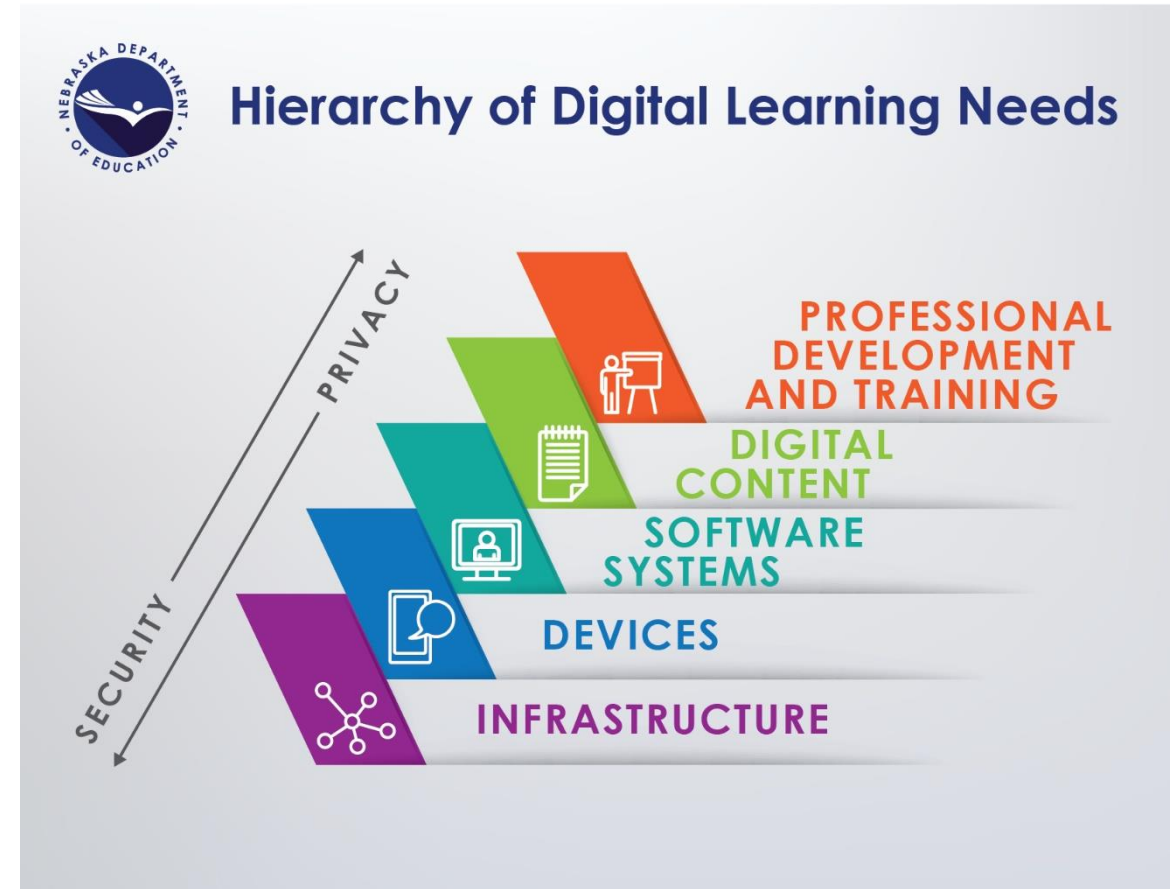 NEBRASKA DEPARTMENT
• OF EDUCATION •
Hierarchy of Digital Learning Needs
SECURITY
PRIVACY
PROFESSIONAL
DEVELOPMENT
AND TRAINING
DIGITAL
CONTENT
SOFTWARE
SYSTEMS
DEVICES
INFRASTRUCTURE